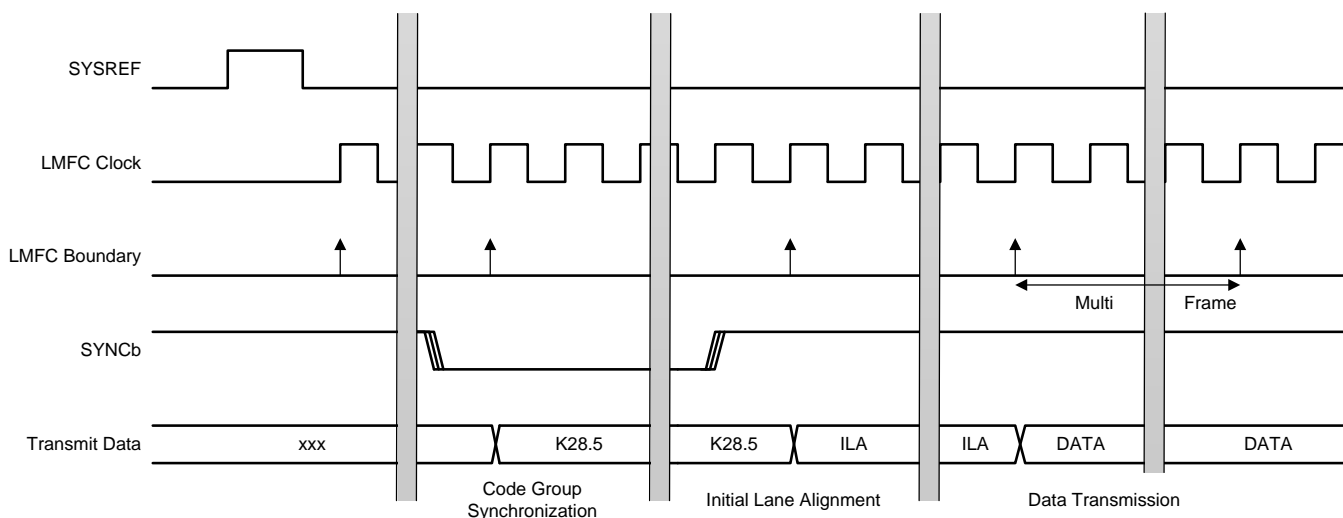 SYSREF
LMFC Clock
LMFC Boundary
Multi Frame
SYNCb
Transmit Data
xxx K28.5 K28.5 ILA ILA DATA DATA
Code Group
Synchronization
Initial Lane Alignment
Data Transmission